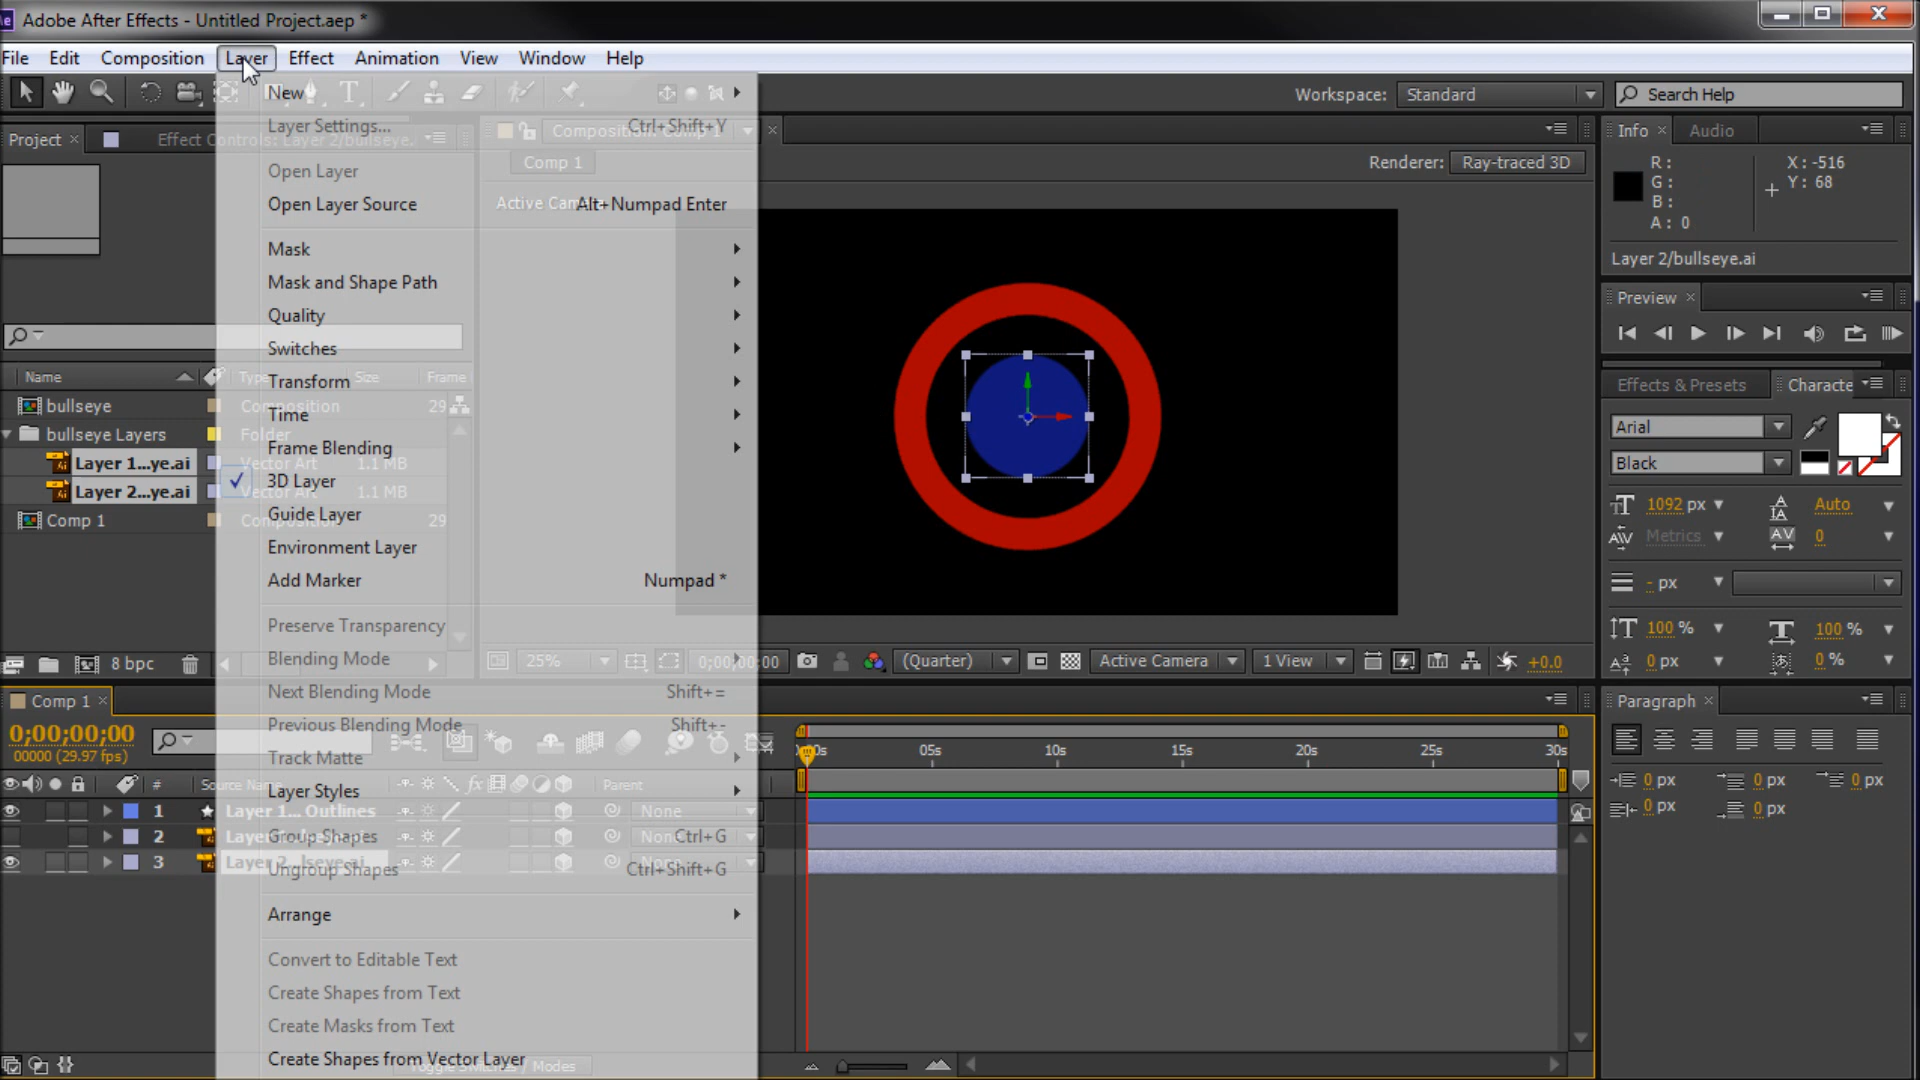 Adobe After Effects - Untitled Project.aep *
File Edit Composition Layer Effect Animation View Window Help
Workspace: Standard
Search Help
Project
Effect Controls: Layer 2/bullseye.
Name Type Size Frame
bullseye Composition 29
bullseye Layers Folder
Layer 1...ye.ai Vector Art 1.1 MB
Layer 2...ye.ai Vector Art 1.1 MB
Comp 1 Composition 29
8 bpc
New
Layer Settings... Ctrl+Shift+Y
Open Layer
Open Layer Source Alt+Numpad Enter
Mask
Mask and Shape Path
Quality
Switches
Transform
Time
Frame Blending
3D Layer
Guide Layer
Environment Layer
Add Marker Numpad *
Preserve Transparency
Blending Mode
Next Blending Mode Shift+=
Previous Blending Mode Shift+-
Track Matte
Layer Styles
Group Shapes Ctrl+G
Ungroup Shapes Ctrl+Shift+G
Arrange
Convert to Editable Text
Create Shapes from Text
Create Masks from Text
Create Shapes from Vector Layer
Composition: Comp 1
Comp 1
Renderer: Ray-traced 3D
Active Camera
25% 0;00;00;00 (Quarter) Active Camera 1 View +0.0
Info Audio
R: X: -516
G: Y: 68
B:
A: 0
Layer 2/bullseye.ai
Preview
Effects & Presets Characte
Arial
Black
1092 px Auto
Metrics 0
- px
100 % 100 %
0 px 0 %
Paragraph
0 px 0 px 0 px
0 px 0 px
Comp 1
0;00;00;00
00000 (29.97 fps)
05s 10s 15s 20s 25s 30s
# Source Name Parent
1 Layer 1... Outlines None
2 None
3 Layer 2...lseye.ai None
Toggle Switches / Modes